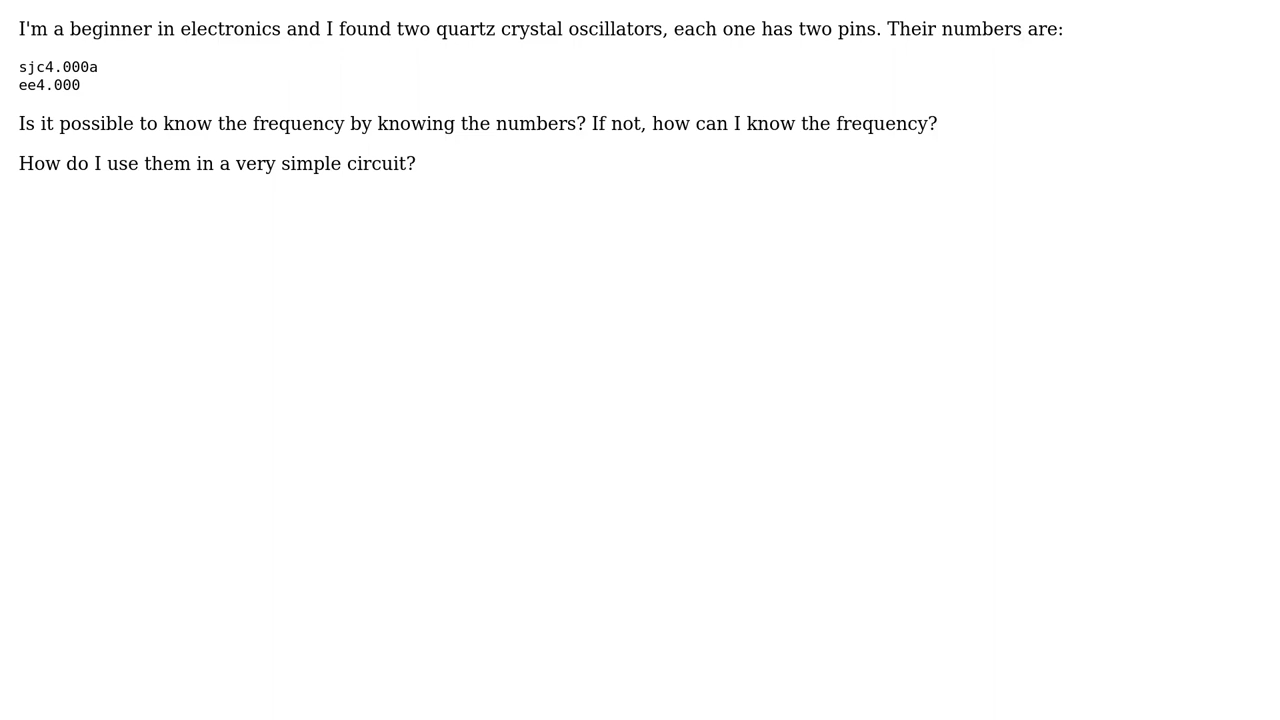 I'm a beginner in electronics and I found two quartz crystal oscillators, each one has two pins. Their numbers are:
sjc4.000a
ee4.000
Is it possible to know the frequency by knowing the numbers? If not, how can I know the frequency?
How do I use them in a very simple circuit?